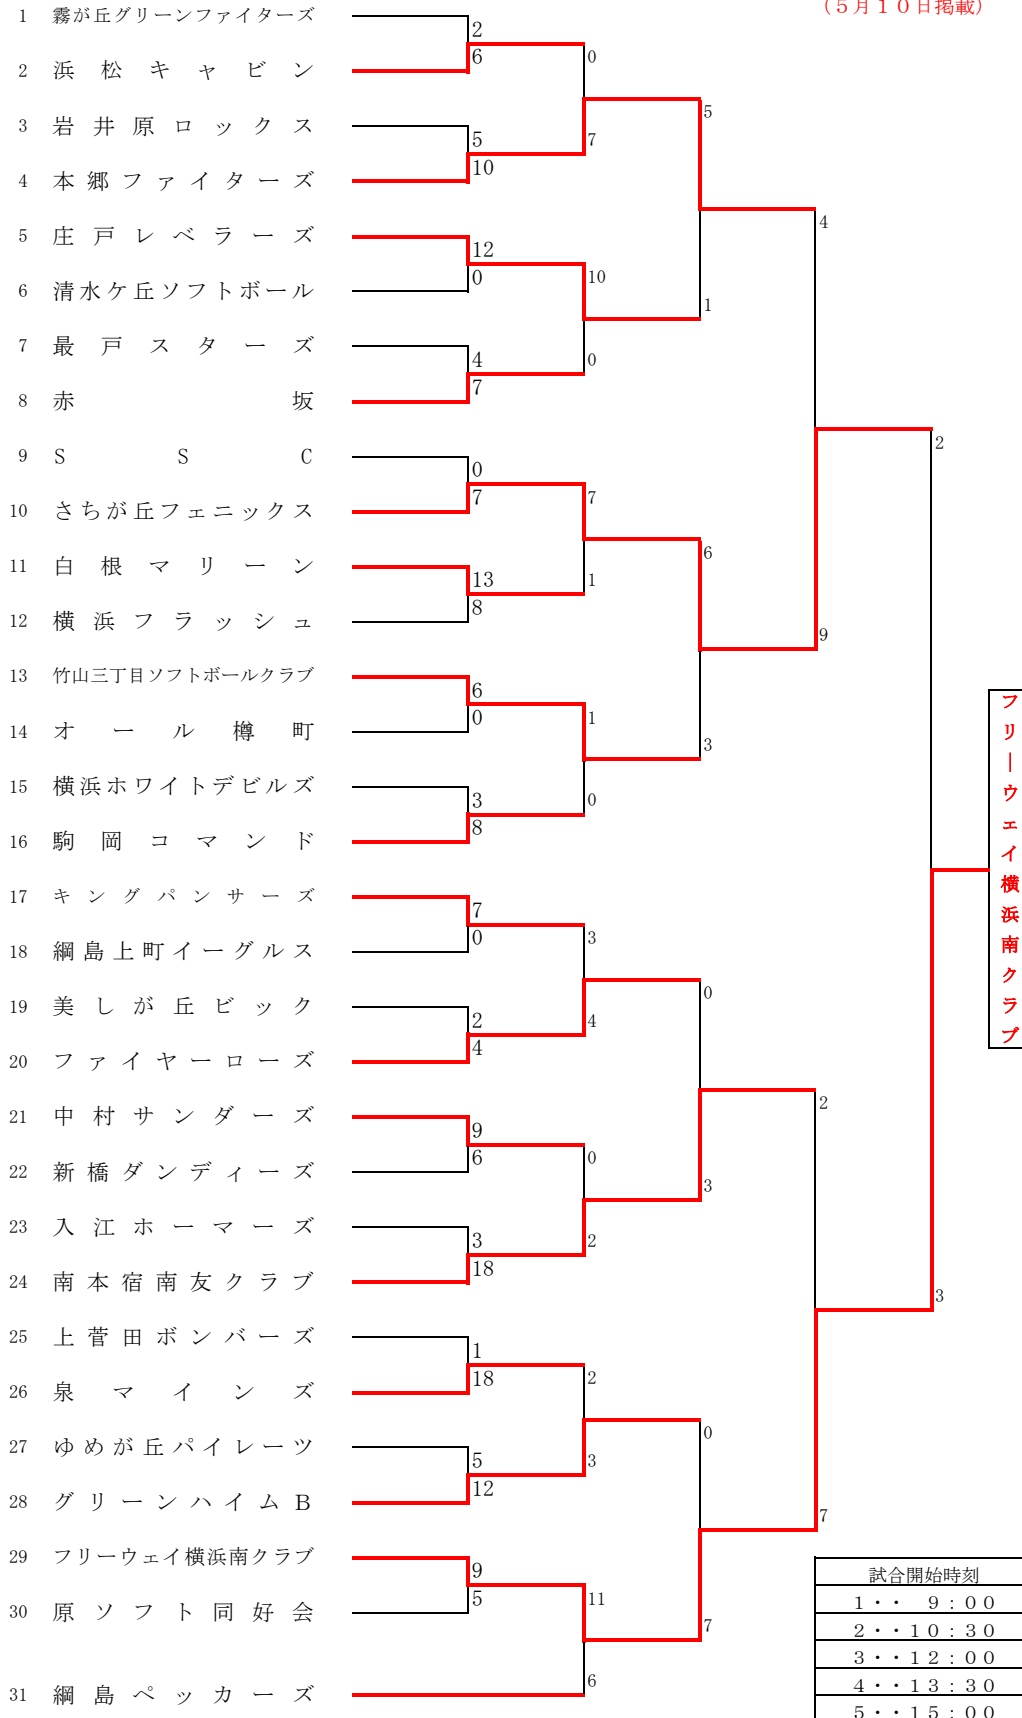 （５月１０日掲載）
1 霧が丘グリーンファイターズ
2
6
0
2 浜松キャビン
3 岩井原ロックス
5
10
7
5
4 本郷ファイターズ
4
5 庄戸レベラーズ
12
0
10
6 清水ケ丘ソフトボール
1
7 最戸スターズ
4
7
0
8 赤坂
2
9 ＳＳＣ
0
7
7
10 さちが丘フェニックス
6
11 白根マリーン
13
8
1
12 横浜フラッシュ
9
13 竹山三丁目ソフトボールクラブ
6
0
1
14 オール樽町
3
15 横浜ホワイトデビルズ
3
8
0
16 駒岡コマンド
フリーウェイ横浜南クラブ
17 キングパンサーズ
7
0
3
18 綱島上町イーグルス
0
19 美しが丘ビック
2
4
4
20 ファイヤーローズ
2
21 中村サンダーズ
9
6
0
22 新橋ダンディーズ
3
23 入江ホーマーズ
3
18
2
24 南本宿南友クラブ
3
25 上菅田ボンバーズ
1
18
2
26 泉マインズ
0
27 ゆめが丘パイレーツ
5
12
3
28 グリーンハイムＢ
7
29 フリーウェイ横浜南クラブ
9
5
11
30 原ソフト同好会
7
31 綱島ペッカーズ
6
試合開始時刻
１・・　９：００
２・・１０：３０
３・・１２：００
４・・１３：３０
５・・１５：００